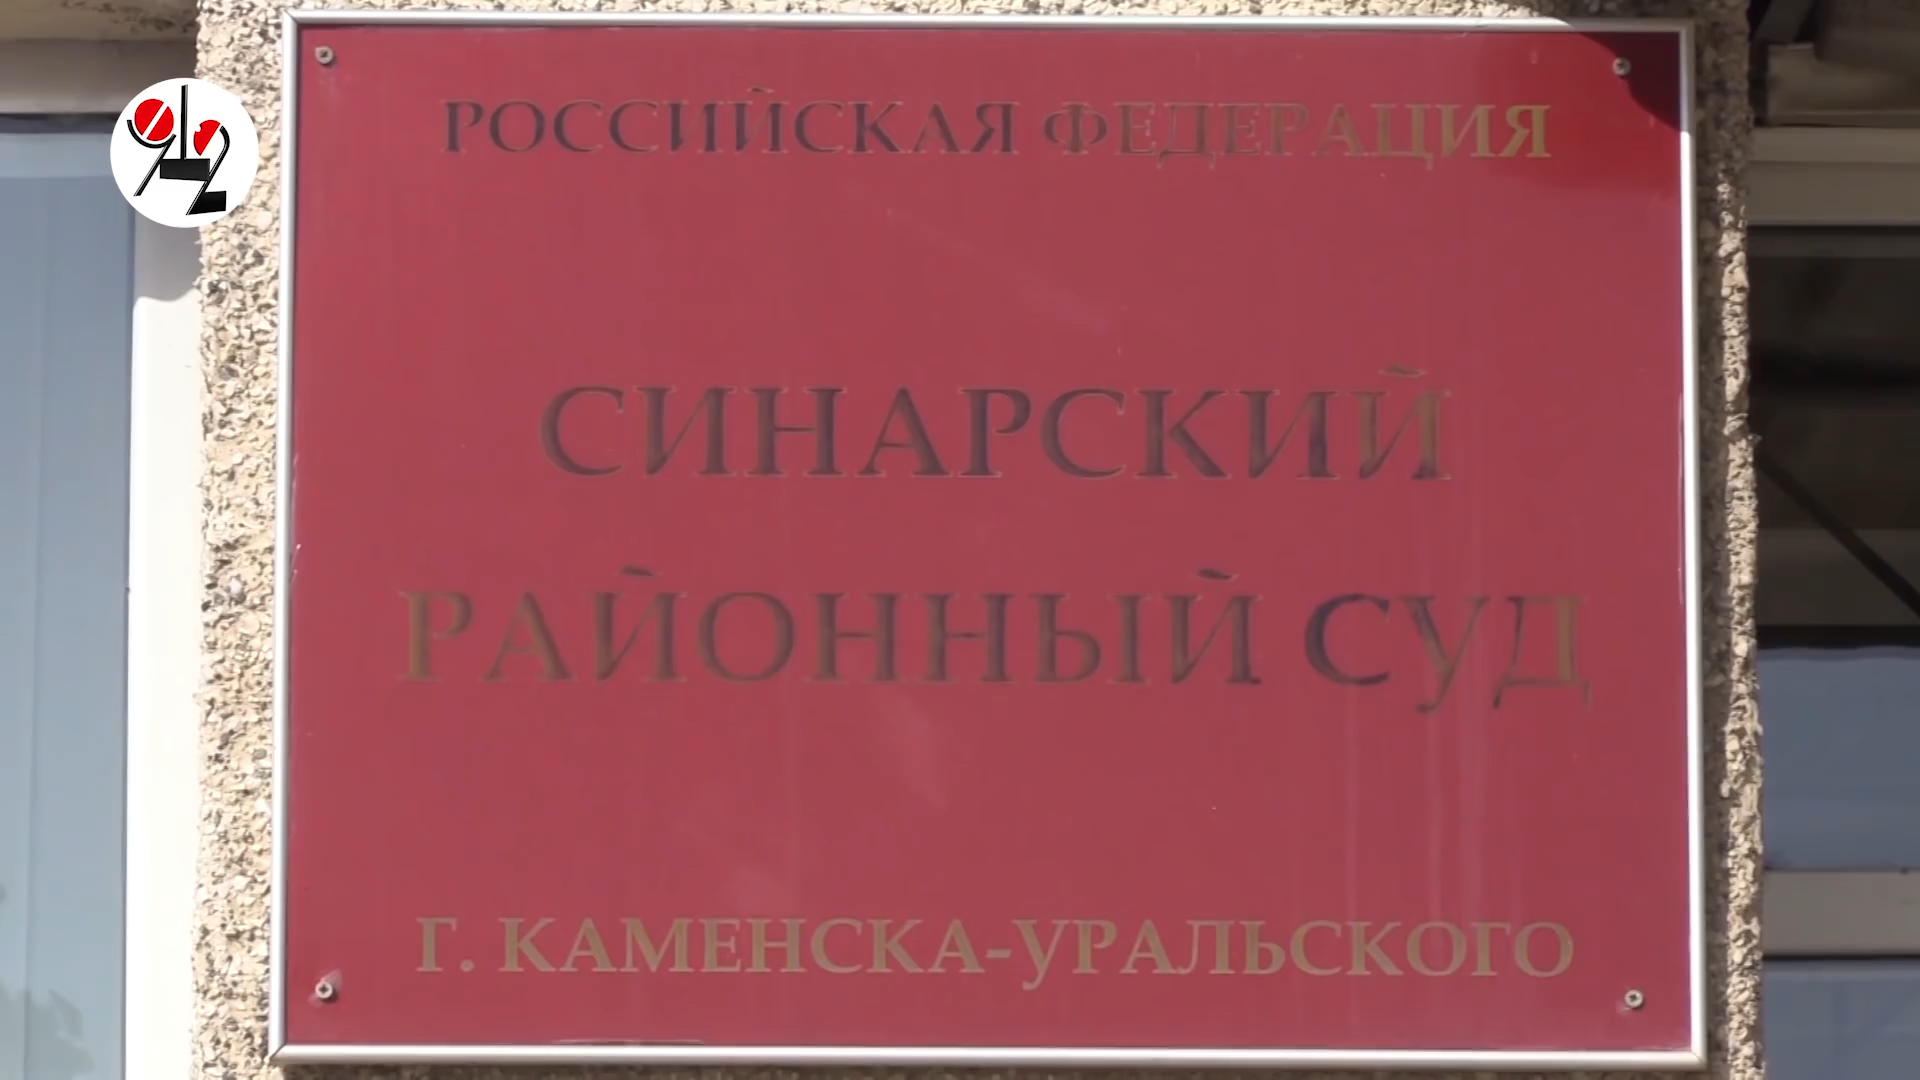 РОССИЙСКАЯ ФЕДЕРАЦИЯ
СИНАРСКИЙ
РАЙОННЫЙ СУД
Г. КАМЕНСКА-УРАЛЬСКОГО